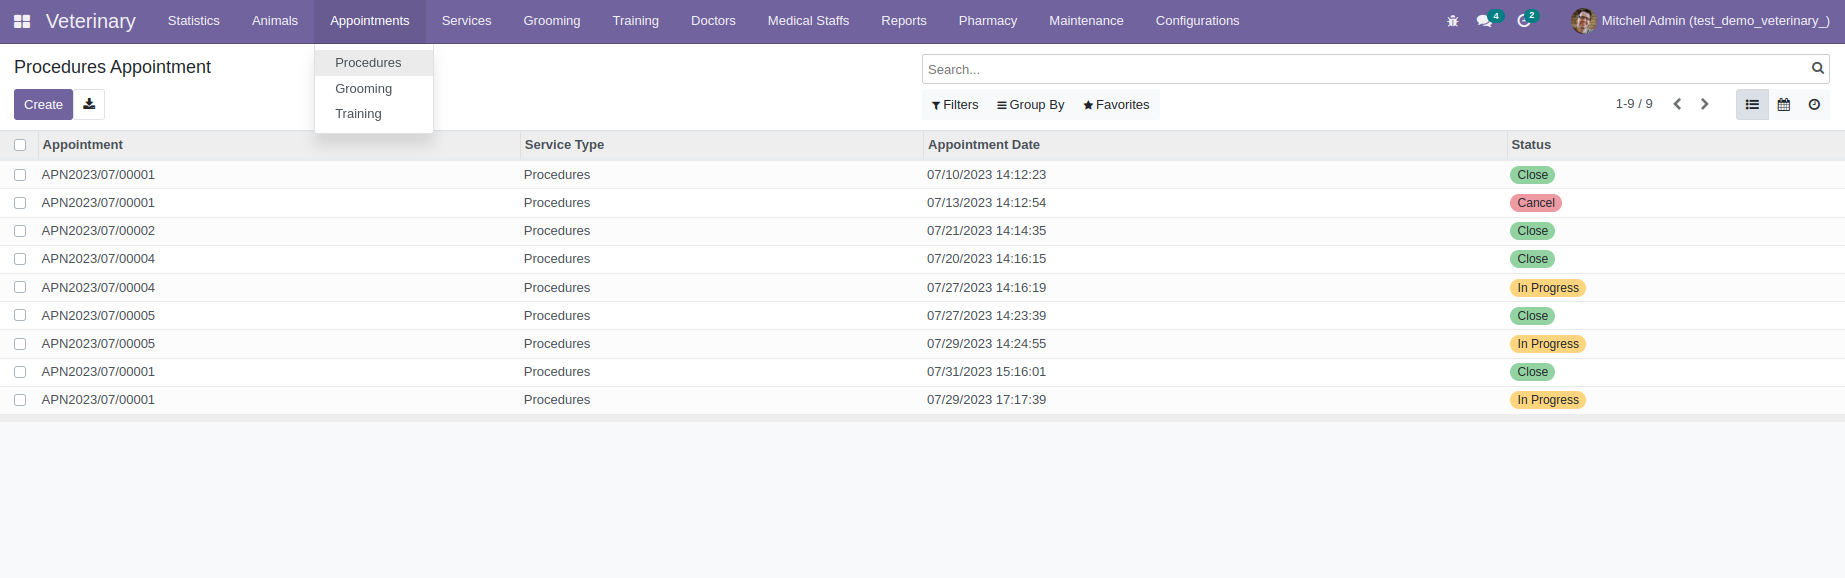 Veterinary Statistics Animals Appointments Services Grooming Training Doctors Medical Staffs Reports Pharmacy Maintenance Configurations 4 2 Mitchell Admin (test_demo_veterinary_)
Procedures
Grooming
Training
Procedures Appointment
Search...
Create
Filters Group By Favorites 1-9 / 9
Appointment Service Type Appointment Date Status
APN2023/07/00001 Procedures 07/10/2023 14:12:23 Close
APN2023/07/00001 Procedures 07/13/2023 14:12:54 Cancel
APN2023/07/00002 Procedures 07/21/2023 14:14:35 Close
APN2023/07/00004 Procedures 07/20/2023 14:16:15 Close
APN2023/07/00004 Procedures 07/27/2023 14:16:19 In Progress
APN2023/07/00005 Procedures 07/27/2023 14:23:39 Close
APN2023/07/00005 Procedures 07/29/2023 14:24:55 In Progress
APN2023/07/00001 Procedures 07/31/2023 15:16:01 Close
APN2023/07/00001 Procedures 07/29/2023 17:17:39 In Progress